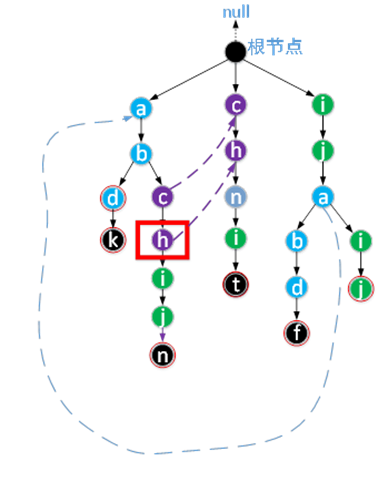 null
根节点
a c i
b h j
d c n a
k h i b i
i t d j
j f
n